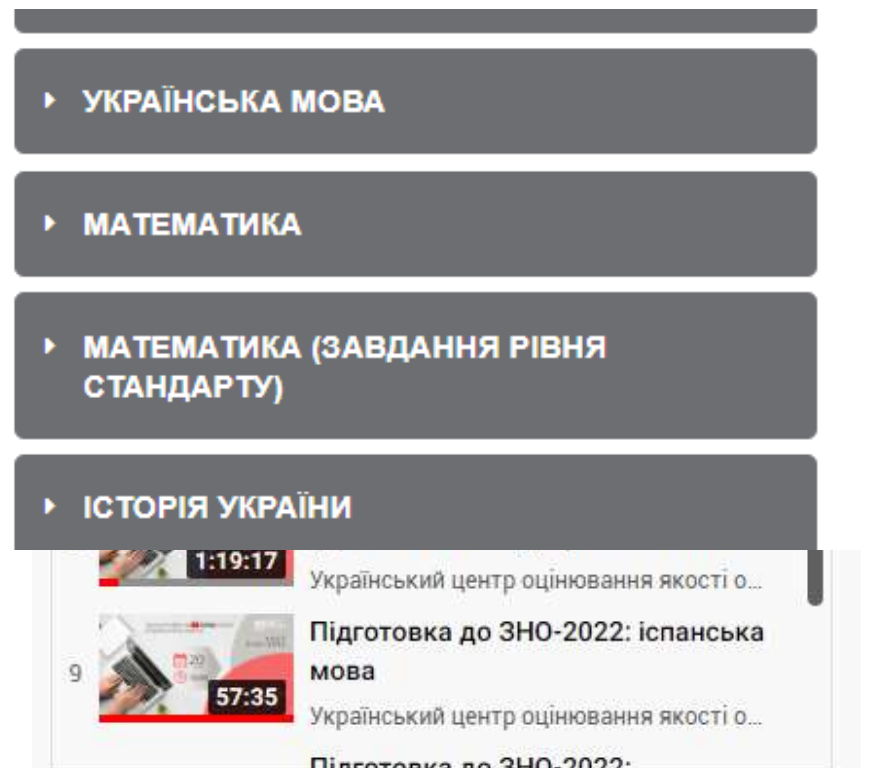 УКРАЇНСЬКА МОВА
МАТЕМАТИКА
МАТЕМАТИКА (ЗАВДАННЯ РІВНЯ
СТАНДАРТУ)
ІСТОРІЯ УКРАЇНИ
1:19:17
Український центр оцінювання якості о...
Підготовка до ЗНО-2022: іспанська
мова
9
20
57:35
Український центр оцінювання якості о...
Підготовка до ЗНО-2022: